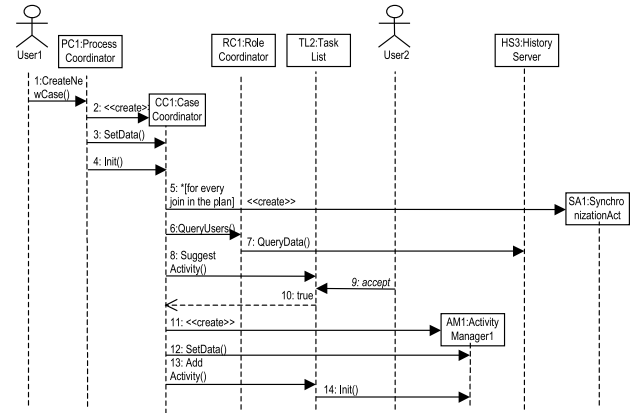 User1
PC1:Process
Coordinator
RC1:Role
Coordinator
TL2:Task
List
User2
HS3:History
Server
1:CreateNe
wCase()
2: <<create>>
CC1:Case
Coordinator
3: SetData()
4: Init()
5: *[for every
join in the plan]
<<create>>
SA1:Synchro
nizationAct
6:QueryUsers()
7: QueryData()
8: Suggest
Activity()
9: accept
10: true
11: <<create>>
AM1:Activity
Manager1
12: SetData()
13: Add
Activity()
14: Init()